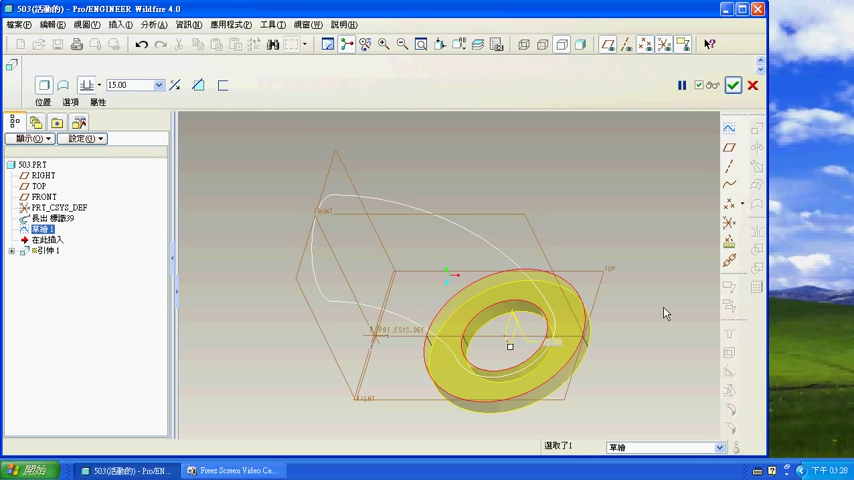 503(活動的) - Pro/ENGINEER Wildfire 4.0
檔案(F) 編輯(E) 視圖(V) 插入(I) 分析(A) 資訊(N) 應用程式(P) 工具(T) 視窗(W) 說明(H)
15.00
位置 選項 屬性
顯示(O) 設定(G)
503.PRT
RIGHT
TOP
FRONT
PRT_CSYS_DEF
長出 標識39
草繪 1
在此插入
引伸 1
FRONT
TOP
PRT_CSYS_DEF
RIGHT
選取了1
草繪
開始
503(活動的) - Pro/EN...
Freez Screen Video Ca...
下午 03:28